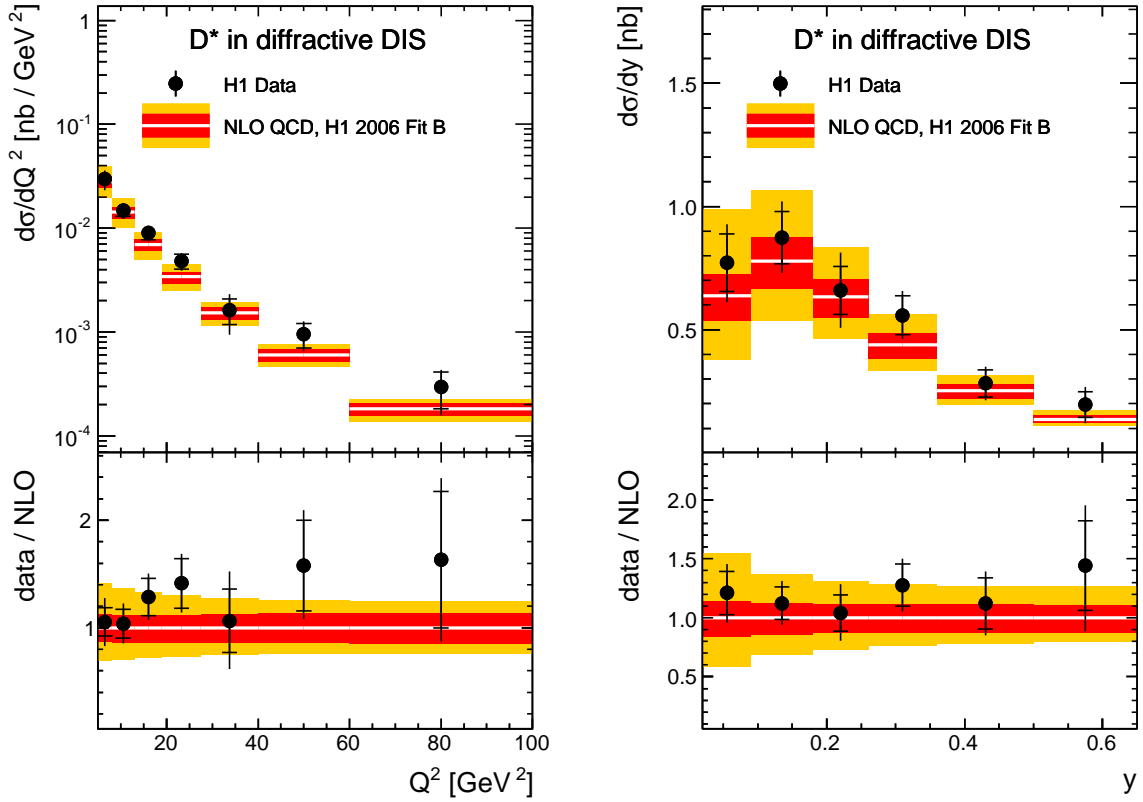 D* in diffractive DIS
H1 Data
NLO QCD, H1 2006 Fit B
dσ/dQ² [nb / GeV²]
1
10⁻¹
10⁻²
10⁻³
10⁻⁴
data / NLO
2
1
20 40 60 80 100
Q² [GeV²]
D* in diffractive DIS
H1 Data
NLO QCD, H1 2006 Fit B
dσ/dy [nb]
1.5
1.0
0.5
data / NLO
2.0
1.5
1.0
0.5
0.2 0.4 0.6
y